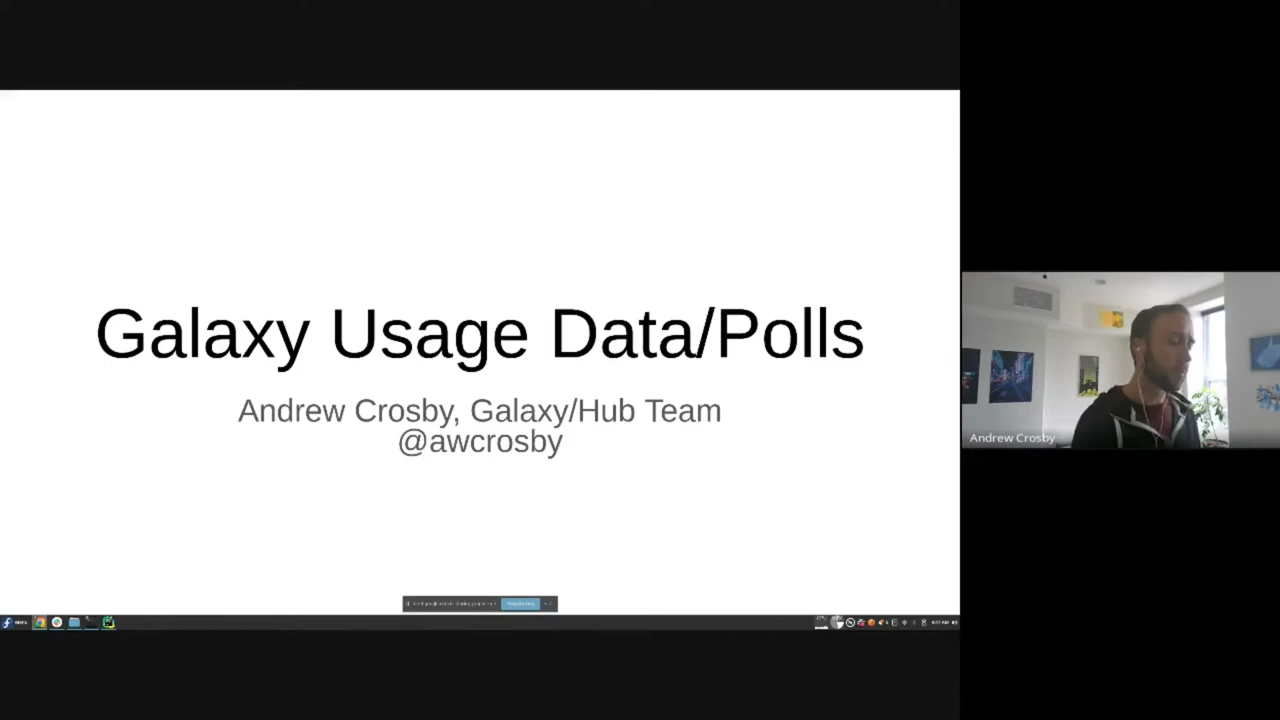 Galaxy Usage Data/Polls
Andrew Crosby, Galaxy/Hub Team
@awcrosby
Andrew Crosby